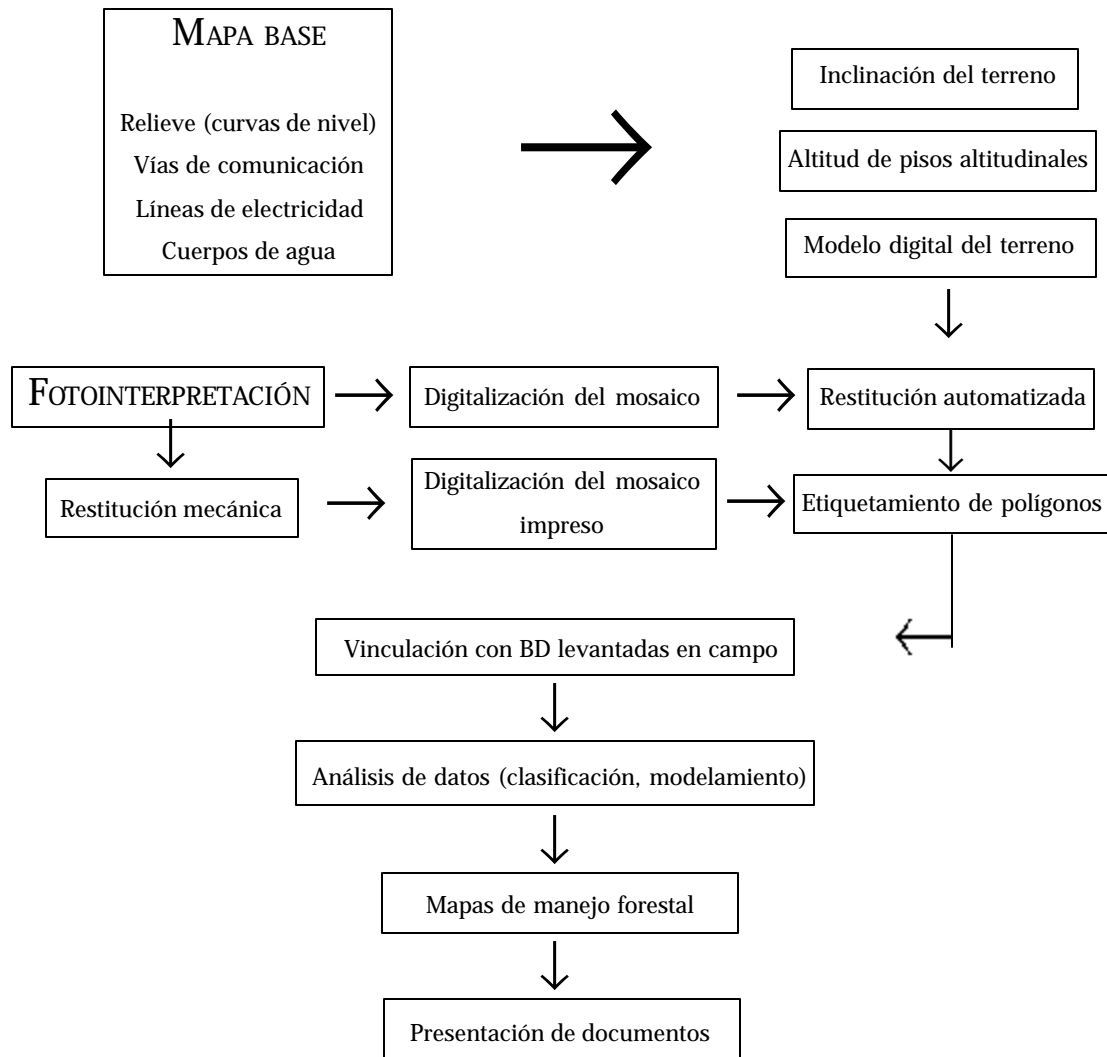 MAPA BASE
Relieve (curvas de nivel)
Vías de comunicación
Líneas de electricidad
Cuerpos de agua
Inclinación del terreno
Altitud de pisos altitudinales
Modelo digital del terreno
FOTOINTERPRETACIÓN
Digitalización del mosaico
Restitución automatizada
Restitución mecánica
Digitalización del mosaico
impreso
Etiquetamiento de polígonos
Vinculación con BD levantadas en campo
Análisis de datos (clasificación, modelamiento)
Mapas de manejo forestal
Presentación de documentos